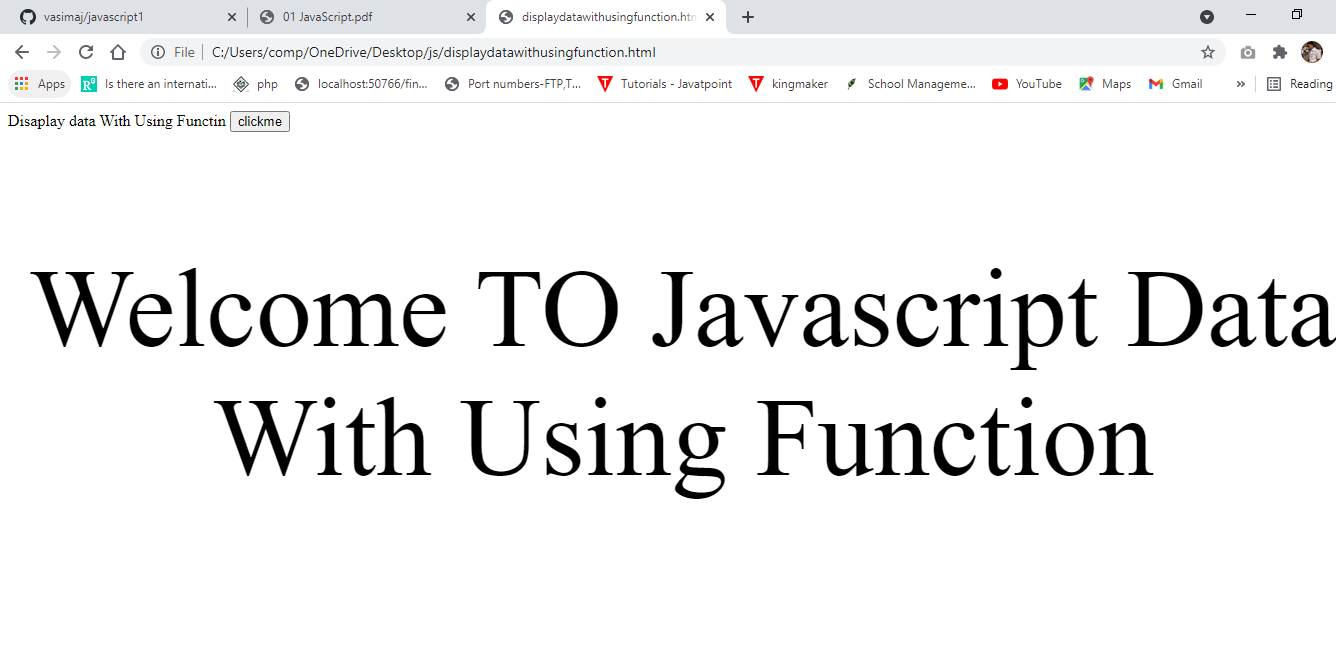 vasimaj/javascript1
01 JavaScript.pdf
displaydatawithusingfunction.htm
File
C:/Users/comp/OneDrive/Desktop/js/displaydatawithusingfunction.html
Apps
Is there an internati...
php
localhost:50766/fin...
Port numbers-FTP,T...
Tutorials - Javatpoint
kingmaker
School Manageme...
YouTube
Maps
Gmail
»
Reading
Disaplay data With Using Functin clickme
Welcome TO Javascript Data
With Using Function